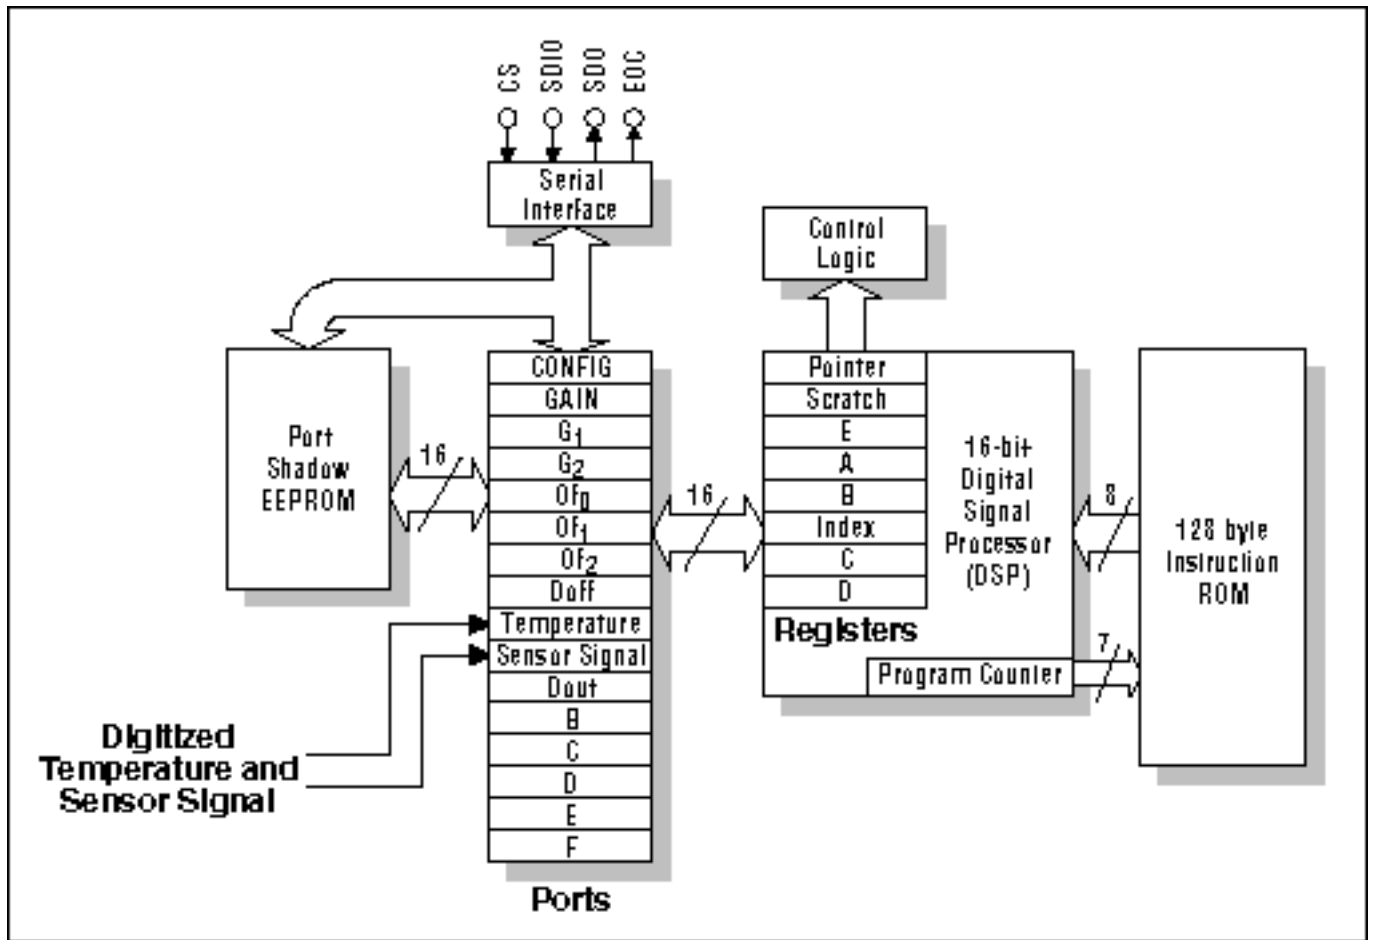 CS
SDIO
SDO
EOC
Serial
Interface
Control
Logic
Port
Shadow
EEPROM
16
CONFIG
GAIN
G1
G2
OF0
OF1
OF2
Doff
Temperature
Sensor Signal
Dout
B
C
D
E
F
Ports
Digitized
Temperature and
Sensor Signal
16
Pointer
Scratch
E
A
B
Index
C
D
Registers
16-bit
Digital
Signal
Processor
(DSP)
Program Counter
8
7
128 byte
Instruction
ROM